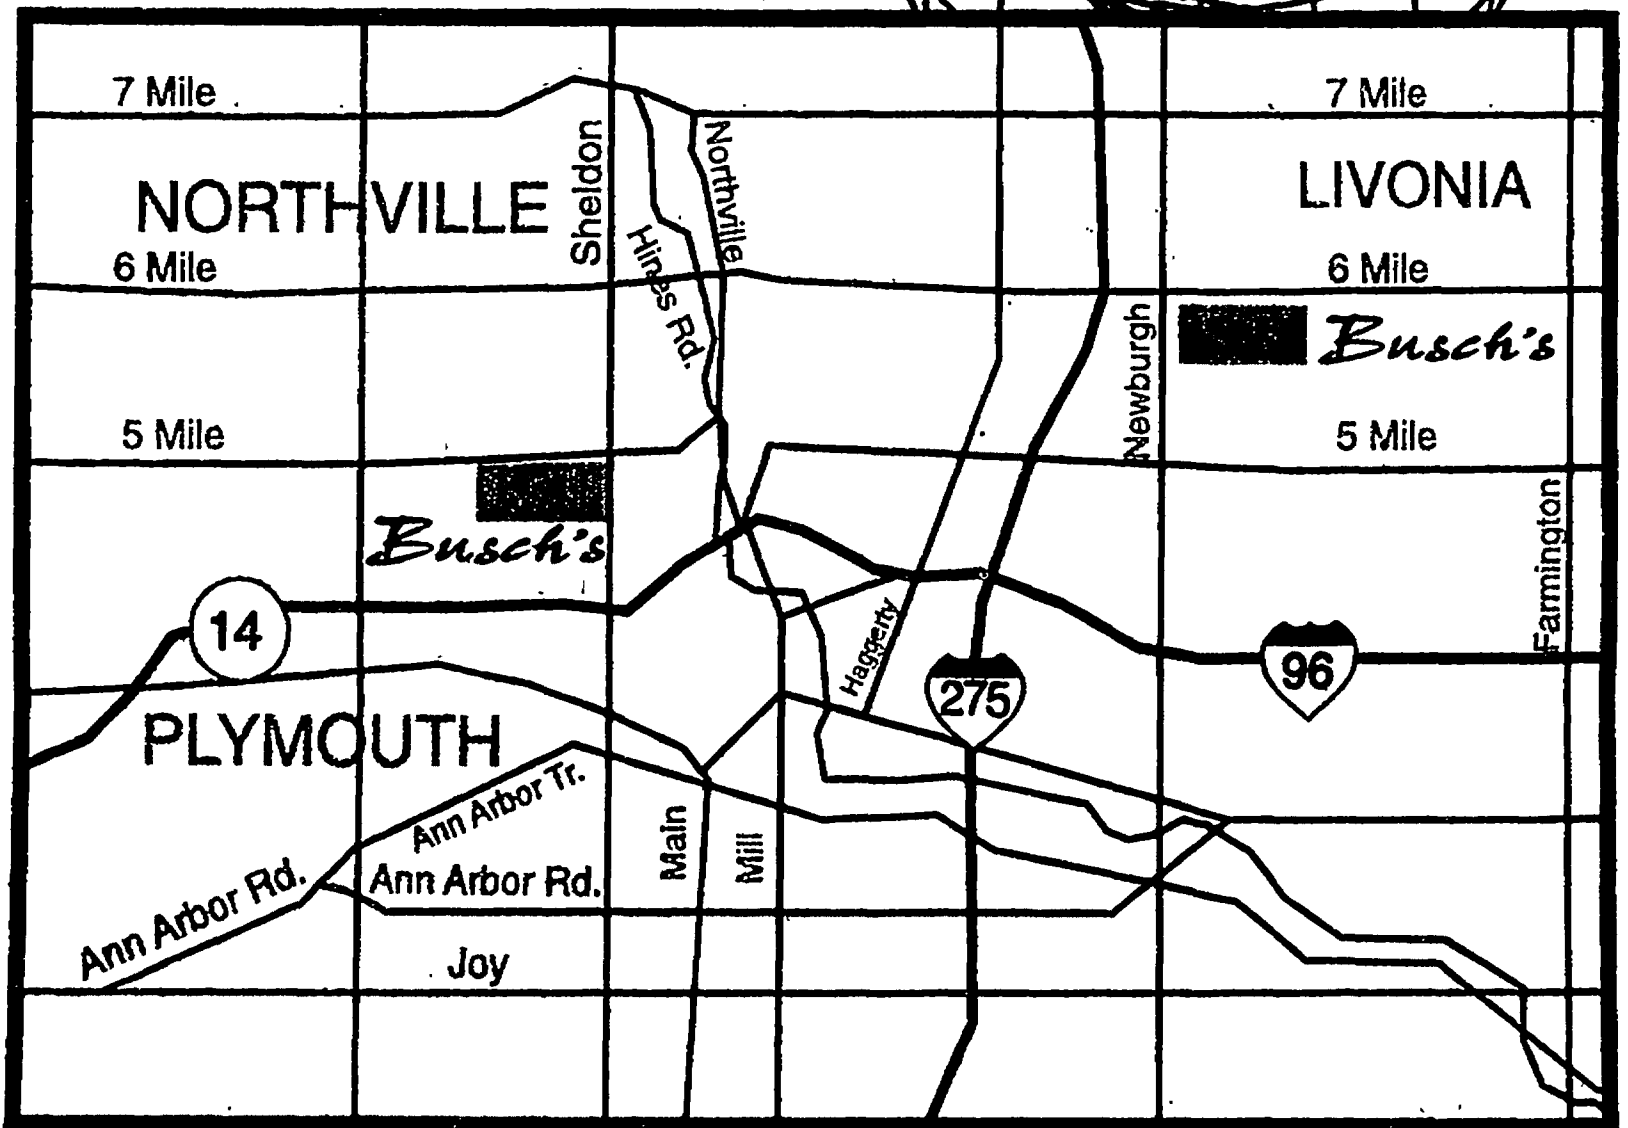 7 Mile
7 Mile
Sheldon
Northville
NORTHVILLE
LIVONIA
Hines Rd.
6 Mile
6 Mile
Newburgh
Busch's
5 Mile
5 Mile
Busch's
Farmington
14
Haggerty
96
275
PLYMOUTH
Ann Arbor Tr.
Main
Mill
Ann Arbor Rd.
Ann Arbor Rd.
Joy